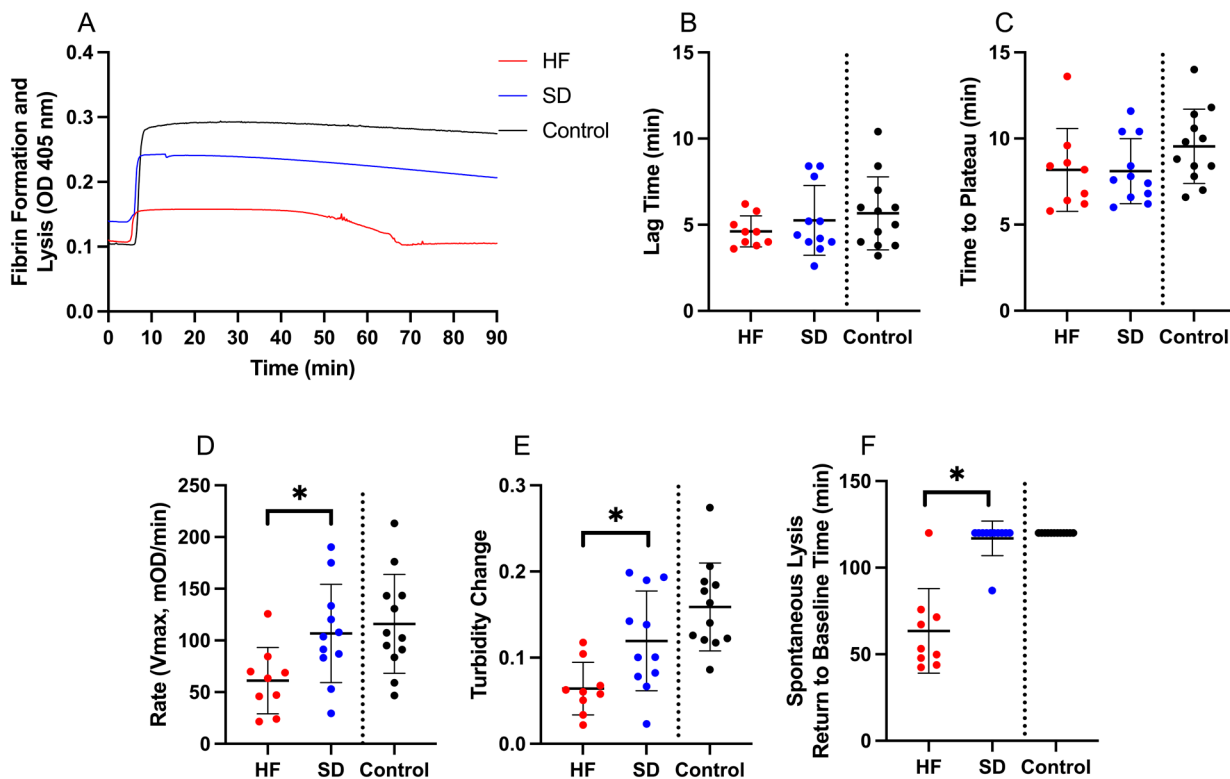 A
Fibrin Formation and
Lysis (OD 405 nm)
0.4
0.3
0.2
0.1
0.0
0 10 20 30 40 50 60 70 80 90
Time (min)
HF
SD
Control
B
Lag Time (min)
15
10
5
0
HF SD Control
C
Time to Plateau (min)
15
10
5
0
HF SD Control
D
Rate (Vmax, mOD/min)
250
200
150
100
50
0
*
HF SD Control
E
Turbidity Change
0.3
0.2
0.1
0.0
*
HF SD Control
F
Spontaneous Lysis
Return to Baseline Time (min)
150
100
50
0
*
HF SD Control